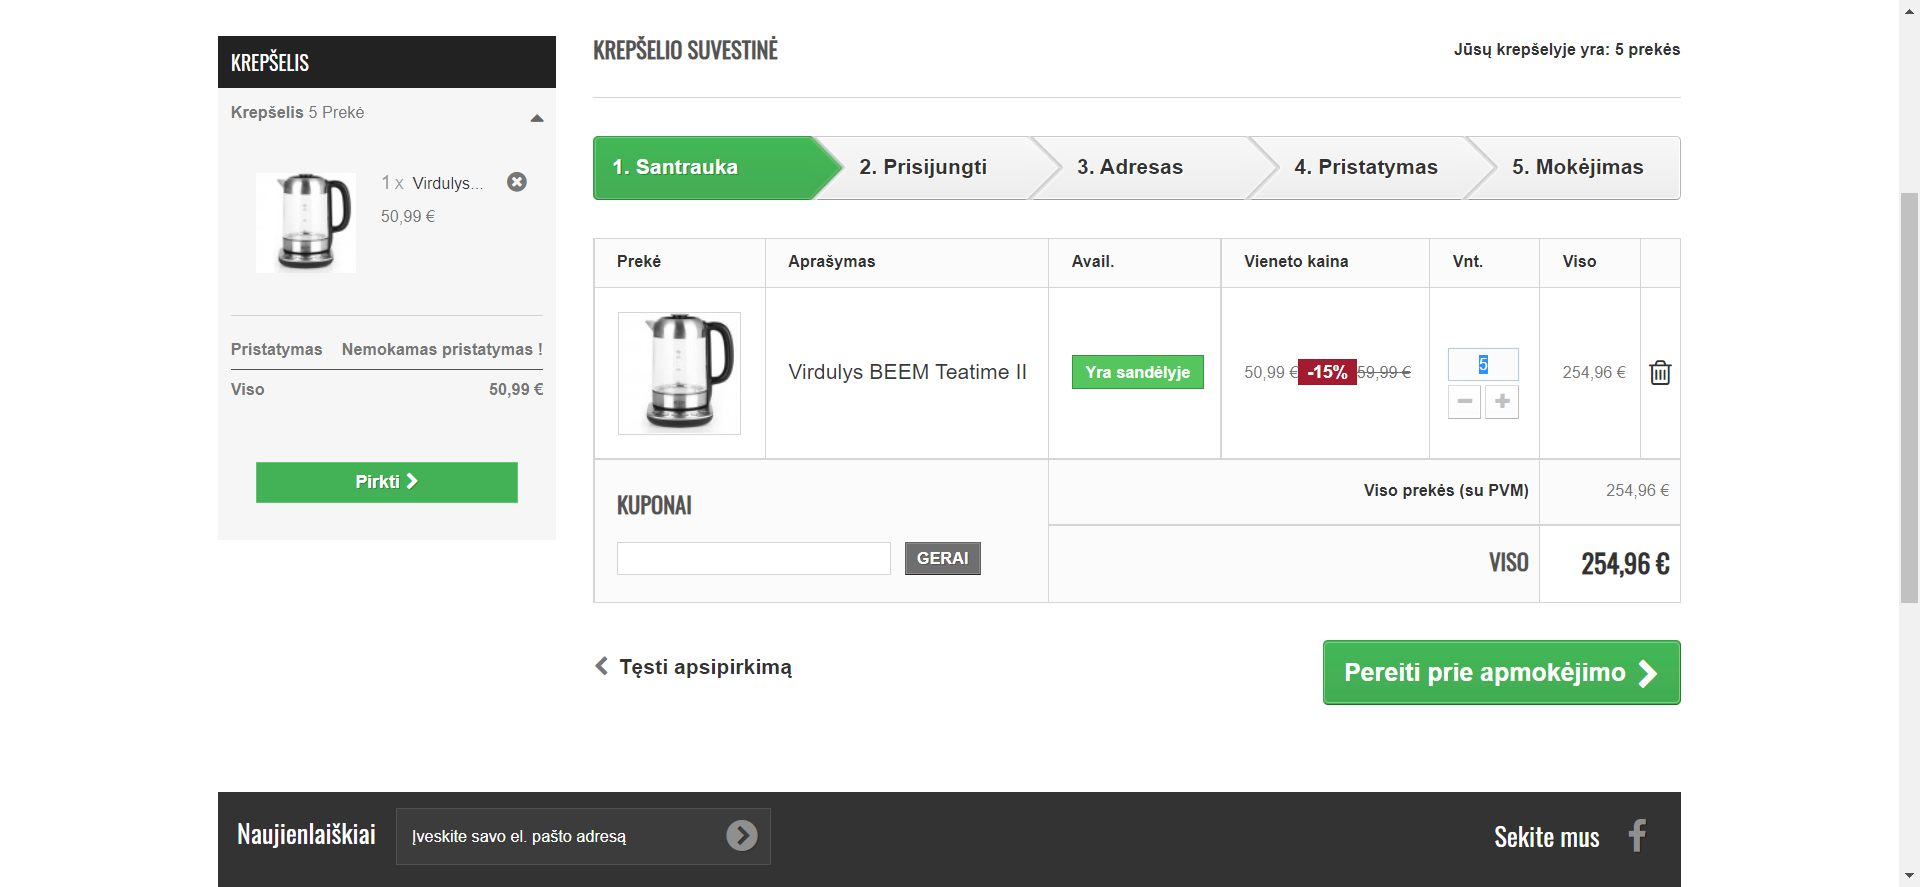 KREPŠELIS
Krepšelis 5 Prekė
1 x Virdulys...
50,99 €
Pristatymas Nemokamas pristatymas !
Viso 50,99 €
Pirkti
KREPŠELIO SUVESTINĖ
Jūsų krepšelyje yra: 5 prekės
1. Santrauka 2. Prisijungti 3. Adresas 4. Pristatymas 5. Mokėjimas
Prekė Aprašymas Avail. Vieneto kaina Vnt. Viso
Virdulys BEEM Teatime II Yra sandėlyje 50,99 € -15% 59,99 € 5 254,96 €
KUPONAI
GERAI
Viso prekės (su PVM) 254,96 €
VISO 254,96 €
Tęsti apsipirkimą
Pereiti prie apmokėjimo
Naujienlaiškiai Įveskite savo el. pašto adresą Sekite mus